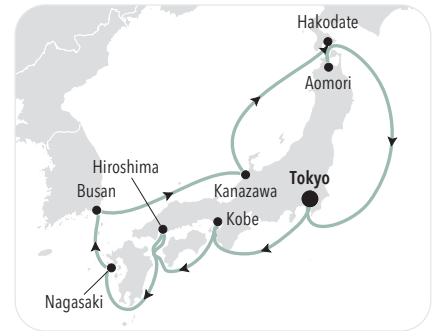 Hakodate
Aomori
Hiroshima
Busan
Kanazawa
Tokyo
Kobe
Nagasaki